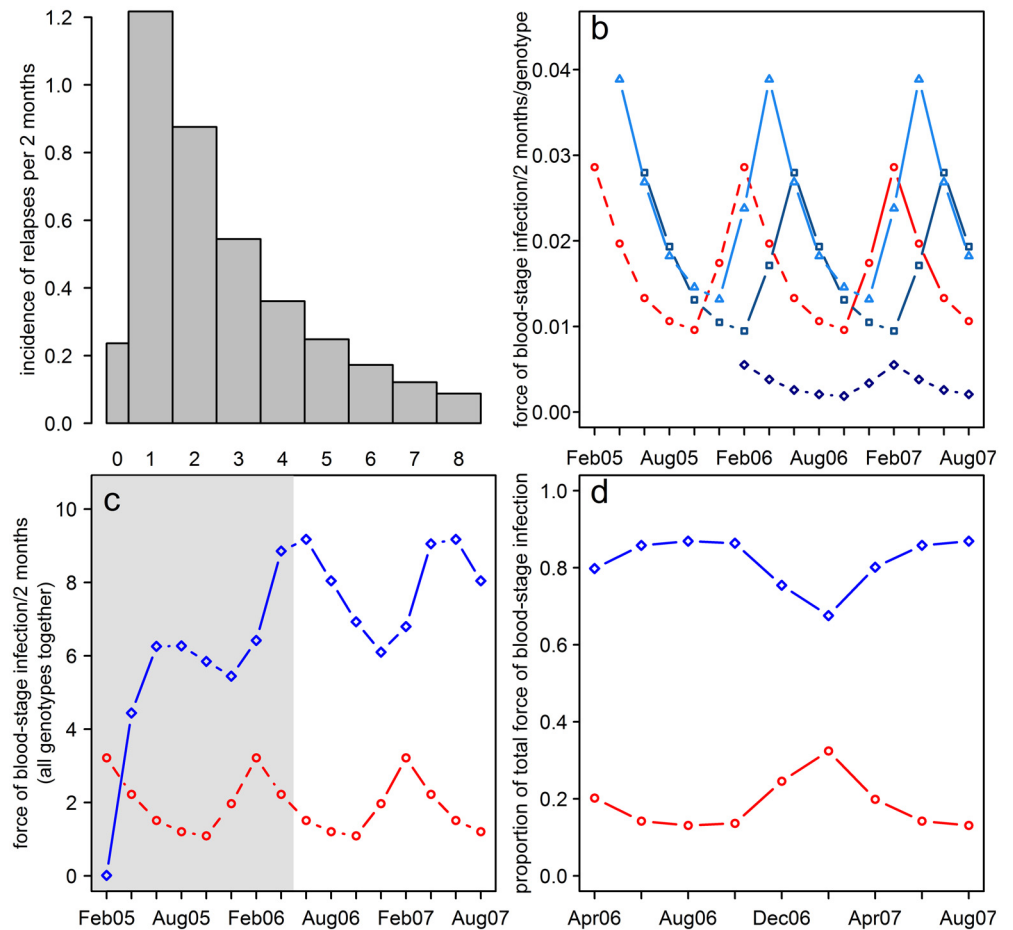 incidence of relapses per 2 months
1.2
1.0
0.8
0.6
0.4
0.2
0.0
0 1 2 3 4 5 6 7 8
b
force of blood-stage infection/2 months/genotype
0.04
0.03
0.02
0.01
0.00
Feb05 Aug05 Feb06 Aug06 Feb07 Aug07
c
force of blood-stage infection/2 months
(all genotypes together)
10
8
6
4
2
0
Feb05 Aug05 Feb06 Aug06 Feb07 Aug07
d
proportion of total force of blood-stage infection
1.0
0.8
0.6
0.4
0.2
0.0
Apr06 Aug06 Dec06 Apr07 Aug07